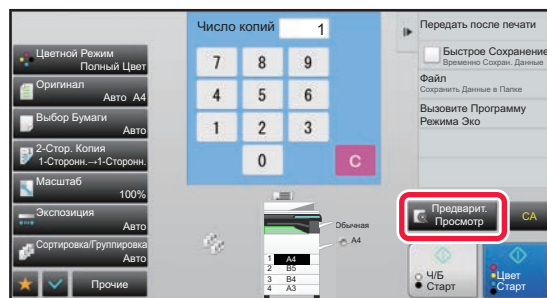 Число копий 1
Цветной Режим
Полный Цвет
Оригинал
Авто A4
Выбор Бумаги
Авто
2-Стор. Копия
1-Сторонн.→1-Сторонн.
Масштаб
100%
Экспозиция
Авто
Сортировка/Группировка
Авто
Прочие
7 8 9
4 5 6
1 2 3
0 C
Обычная
A4
1 A4
2 B5
3 B4
4 A3
Передать после печати
Быстрое Сохранение
Временно Сохран. Данные
Файл
Сохранить Данные в Папке
Вызовите Программу
Режима Эко
Предварит.
Просмотр
CA
Ч/Б
Старт
Цвет
Старт